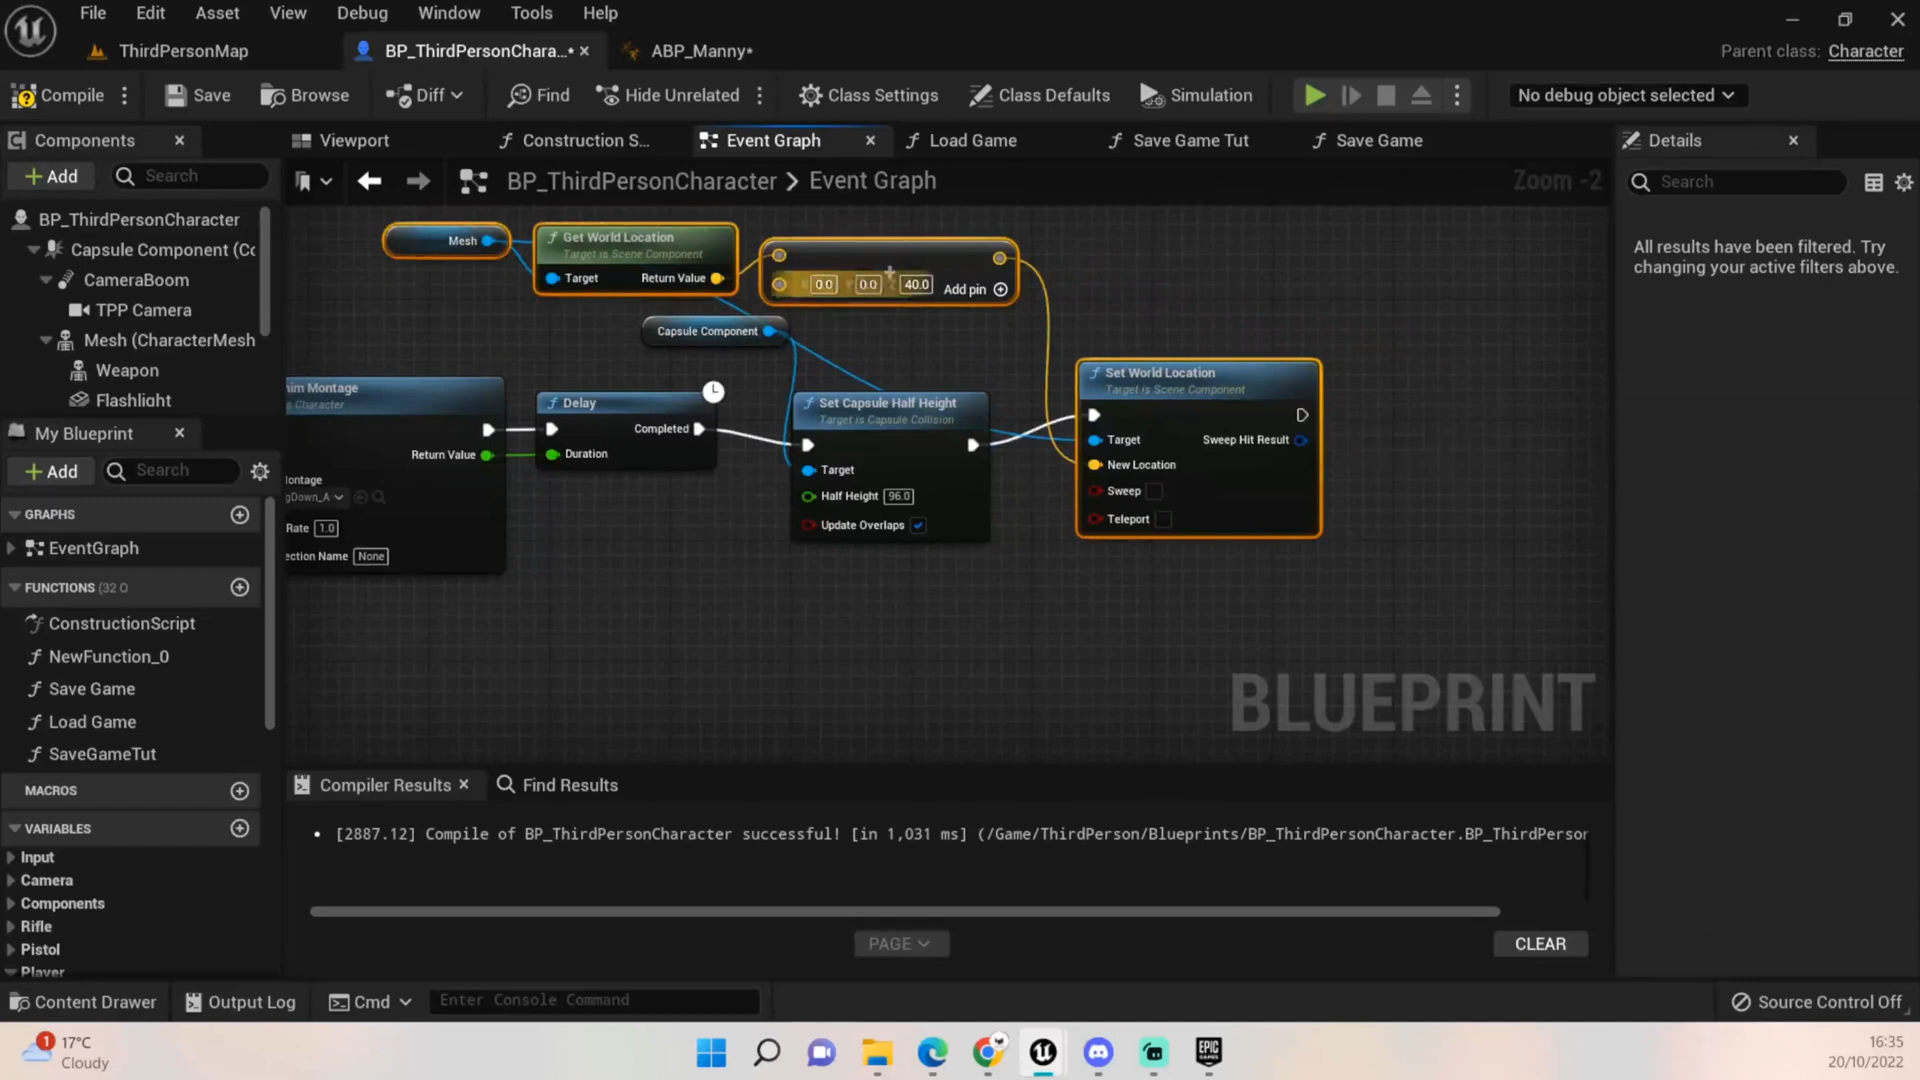 File Edit Asset View Debug Window Tools Help
ThirdPersonMap
BP_ThirdPersonChara...*
ABP_Manny*
Parent class: Character
Compile
Save
Browse
Diff
Find
Hide Unrelated
Class Settings
Class Defaults
Simulation
No debug object selected
Components
Viewport
Construction S...
Event Graph
Load Game
Save Game Tut
Save Game
Details
Add
Search
BP_ThirdPersonCharacter > Event Graph
Zoom -2
Search
BP_ThirdPersonCharacter
Capsule Component (Cc
CameraBoom
TPP Camera
Mesh (CharacterMesh
Weapon
Flashlight
All results have been filtered. Try
changing your active filters above.
Mesh
Get World Location
Target is Scene Component
Target
Return Value
0.0
0.0
40.0
Add pin
Capsule Component
nim Montage
Character
Return Value
Montage
gDown_A
Rate 1.0
ection Name None
Delay
Completed
Duration
Set Capsule Half Height
Target is Capsule Collision
Target
Half Height 96.0
Update Overlaps
Set World Location
Target is Scene Component
Target
Sweep Hit Result
New Location
Sweep
Teleport
BLUEPRINT
My Blueprint
Add
Search
GRAPHS
EventGraph
FUNCTIONS (32 O
ConstructionScript
NewFunction_0
Save Game
Load Game
SaveGameTut
MACROS
VARIABLES
Input
Camera
Components
Rifle
Pistol
Player
Compiler Results
Find Results
[2887.12] Compile of BP_ThirdPersonCharacter successful! [in 1,031 ms] (/Game/ThirdPerson/Blueprints/BP_ThirdPersonCharacter.BP_ThirdPerson
PAGE
CLEAR
Content Drawer
Output Log
Cmd
Enter Console Command
Source Control Off
1
17°C
Cloudy
EPIC
GAMES
16:35
20/10/2022